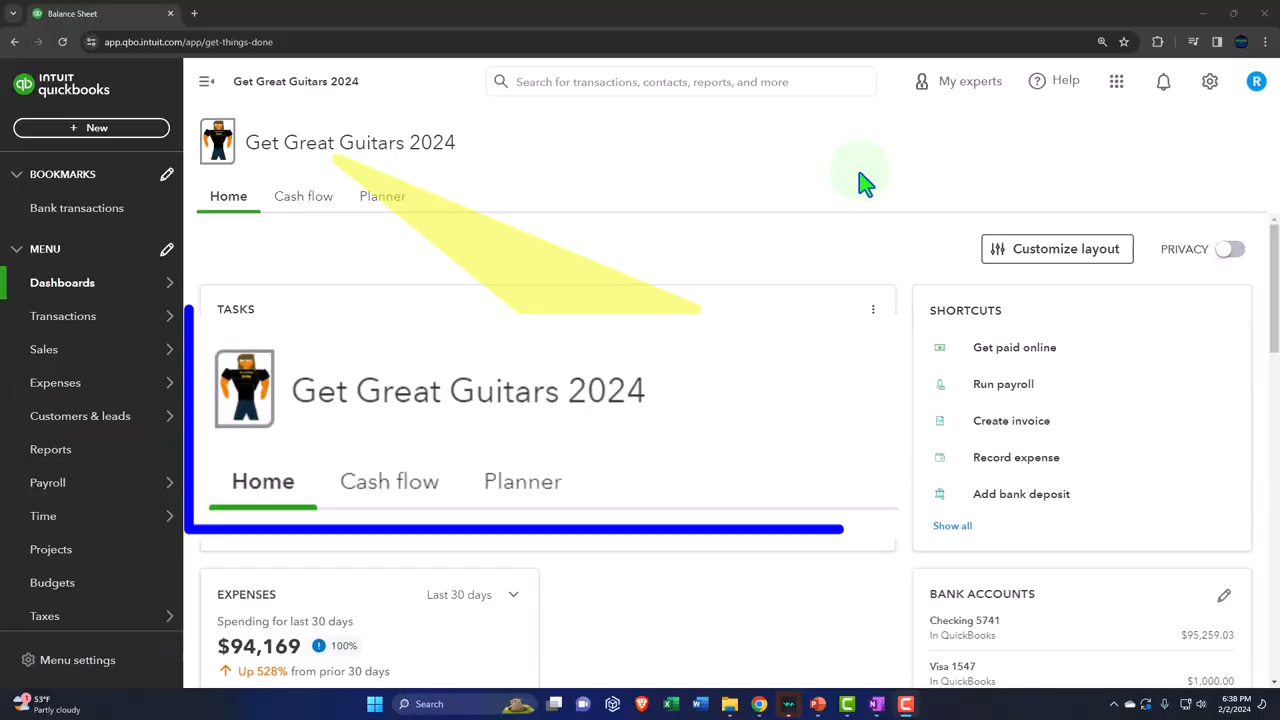 Balance Sheet
app.qbo.intuit.com/app/get-things-done
INTUIT
quickbooks
Get Great Guitars 2024
Search for transactions, contacts, reports, and more
My experts
Help
R
+ New
BOOKMARKS
Bank transactions
MENU
Dashboards
Transactions
Sales
Expenses
Customers & leads
Reports
Payroll
Time
Projects
Budgets
Taxes
Menu settings
Get Great Guitars 2024
Home
Cash flow
Planner
Customize layout
PRIVACY
TASKS
Get Great Guitars 2024
Home
Cash flow
Planner
SHORTCUTS
Get paid online
Run payroll
Create invoice
Record expense
Add bank deposit
Show all
EXPENSES
Last 30 days
Spending for last 30 days
$94,169
100%
Up 528% from prior 30 days
BANK ACCOUNTS
Checking 5741
In QuickBooks
$95,259.03
Visa 1547
In QuickBooks
$1,000.00
53°F
Partly cloudy
Search
6:38 PM
2/2/2024